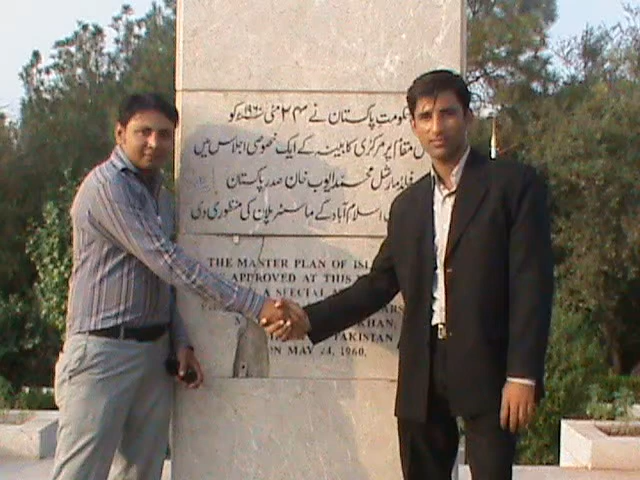 حکومت پاکستان نے ۲۴ مئی ۱۹۶۰ء کو
مقام پر مرکزی کابینہ کے ایک خصوصی اجلاس میں
فیلڈ مارشل محمد ایوب خان صدر پاکستان
اسلام آباد کے ماسٹر پلان کی منظوری دی
THE MASTER PLAN OF ISL
APPROVED AT THIS
A SPECIAL
KHAN,
PAKISTAN
ON MAY 24, 1960.